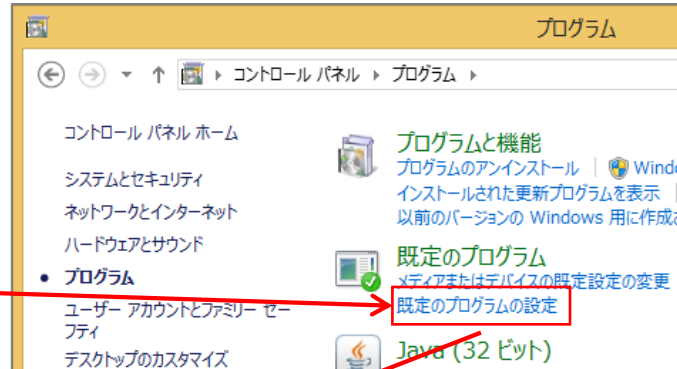 プログラム
コントロール パネル ▸ プログラム ▸
コントロール パネル ホーム
システムとセキュリティ
ネットワークとインターネット
ハードウェアとサウンド
• プログラム
ユーザー アカウントとファミリー セー
フティ
デスクトップのカスタマイズ
プログラムと機能
プログラムのアンインストール
インストールされた更新プログラムを表示
以前のバージョンの Windows 用に作成
既定のプログラム
メディアまたはデバイスの既定設定の変更
既定のプログラムの設定
Java (32 ビット)